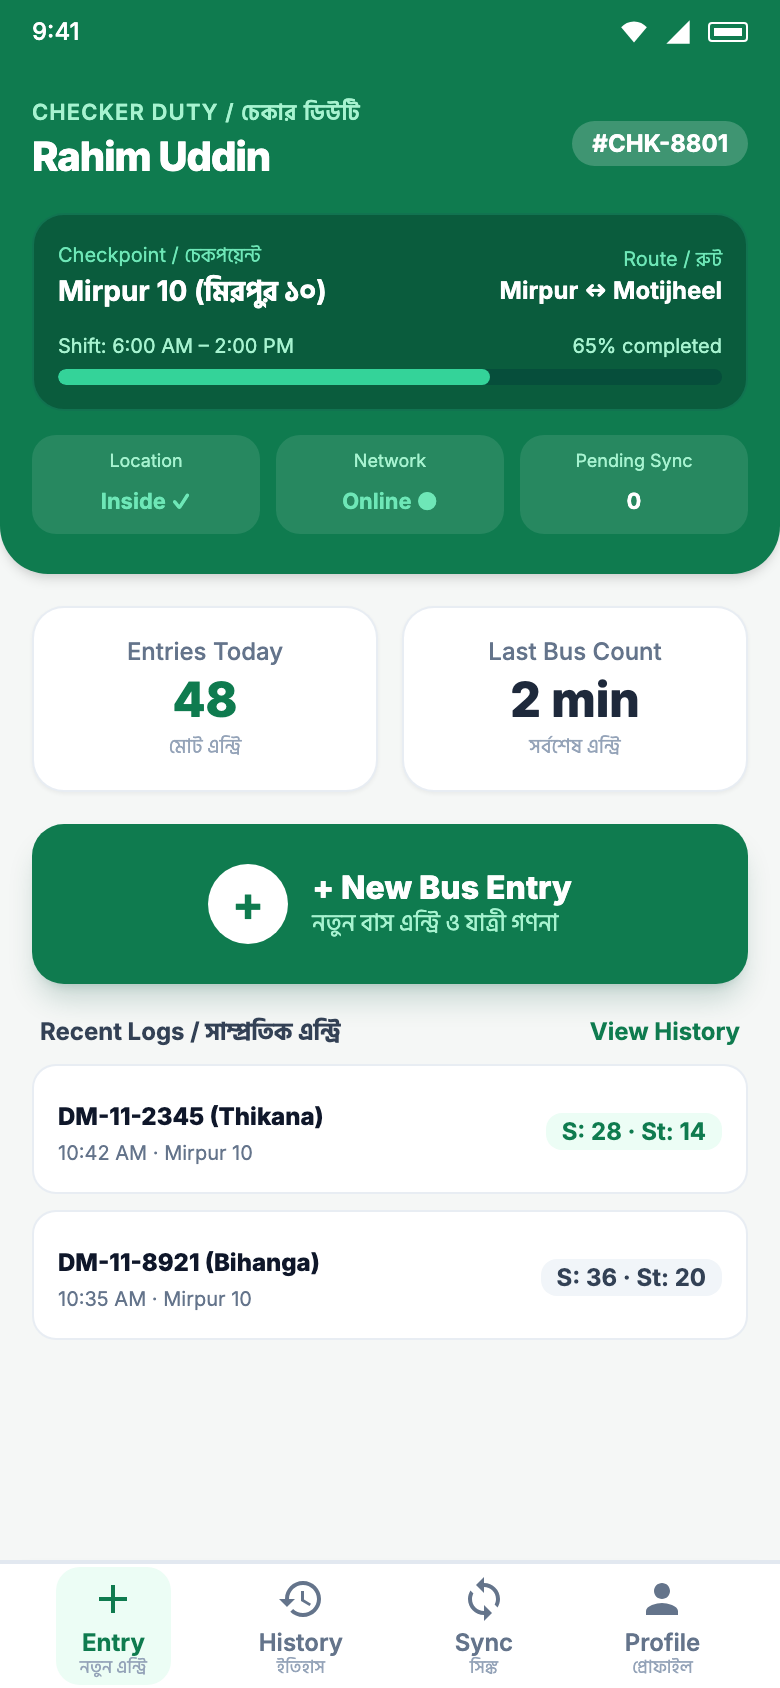 9:41
CHECKER DUTY / চেকার ডিউটি
Rahim Uddin
#CHK-8801
Checkpoint / চেকপয়েন্ট
Mirpur 10 (মিরপুর ১০)
Route / রুট
Mirpur ↔ Motijheel
Shift: 6:00 AM – 2:00 PM
65% completed
Location
Inside ✓
Network
Online ●
Pending Sync
0
Entries Today
48
মোট এন্ট্রি
Last Bus Count
2 min
সর্বশেষ এন্ট্রি
+
+ New Bus Entry
নতুন বাস এন্ট্রি ও যাত্রী গণনা
Recent Logs / সাম্প্রতিক এন্ট্রি
View History
DM-11-2345 (Thikana)
10:42 AM · Mirpur 10
S: 28 · St: 14
DM-11-8921 (Bihanga)
10:35 AM · Mirpur 10
S: 36 · St: 20
Entry
নতুন এন্ট্রি
History
ইতিহাস
Sync
সিঙ্ক
Profile
প্রোফাইল